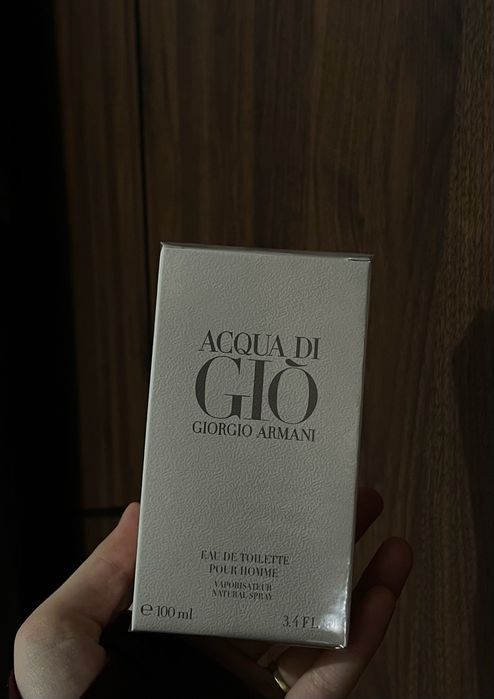 ACQUA DI
GIÒ
GIORGIO ARMANI
EAU DE TOILETTE
POUR HOMME
VAPORISATEUR
NATURAL SPRAY
℮ 100 ml 3.4 FL.